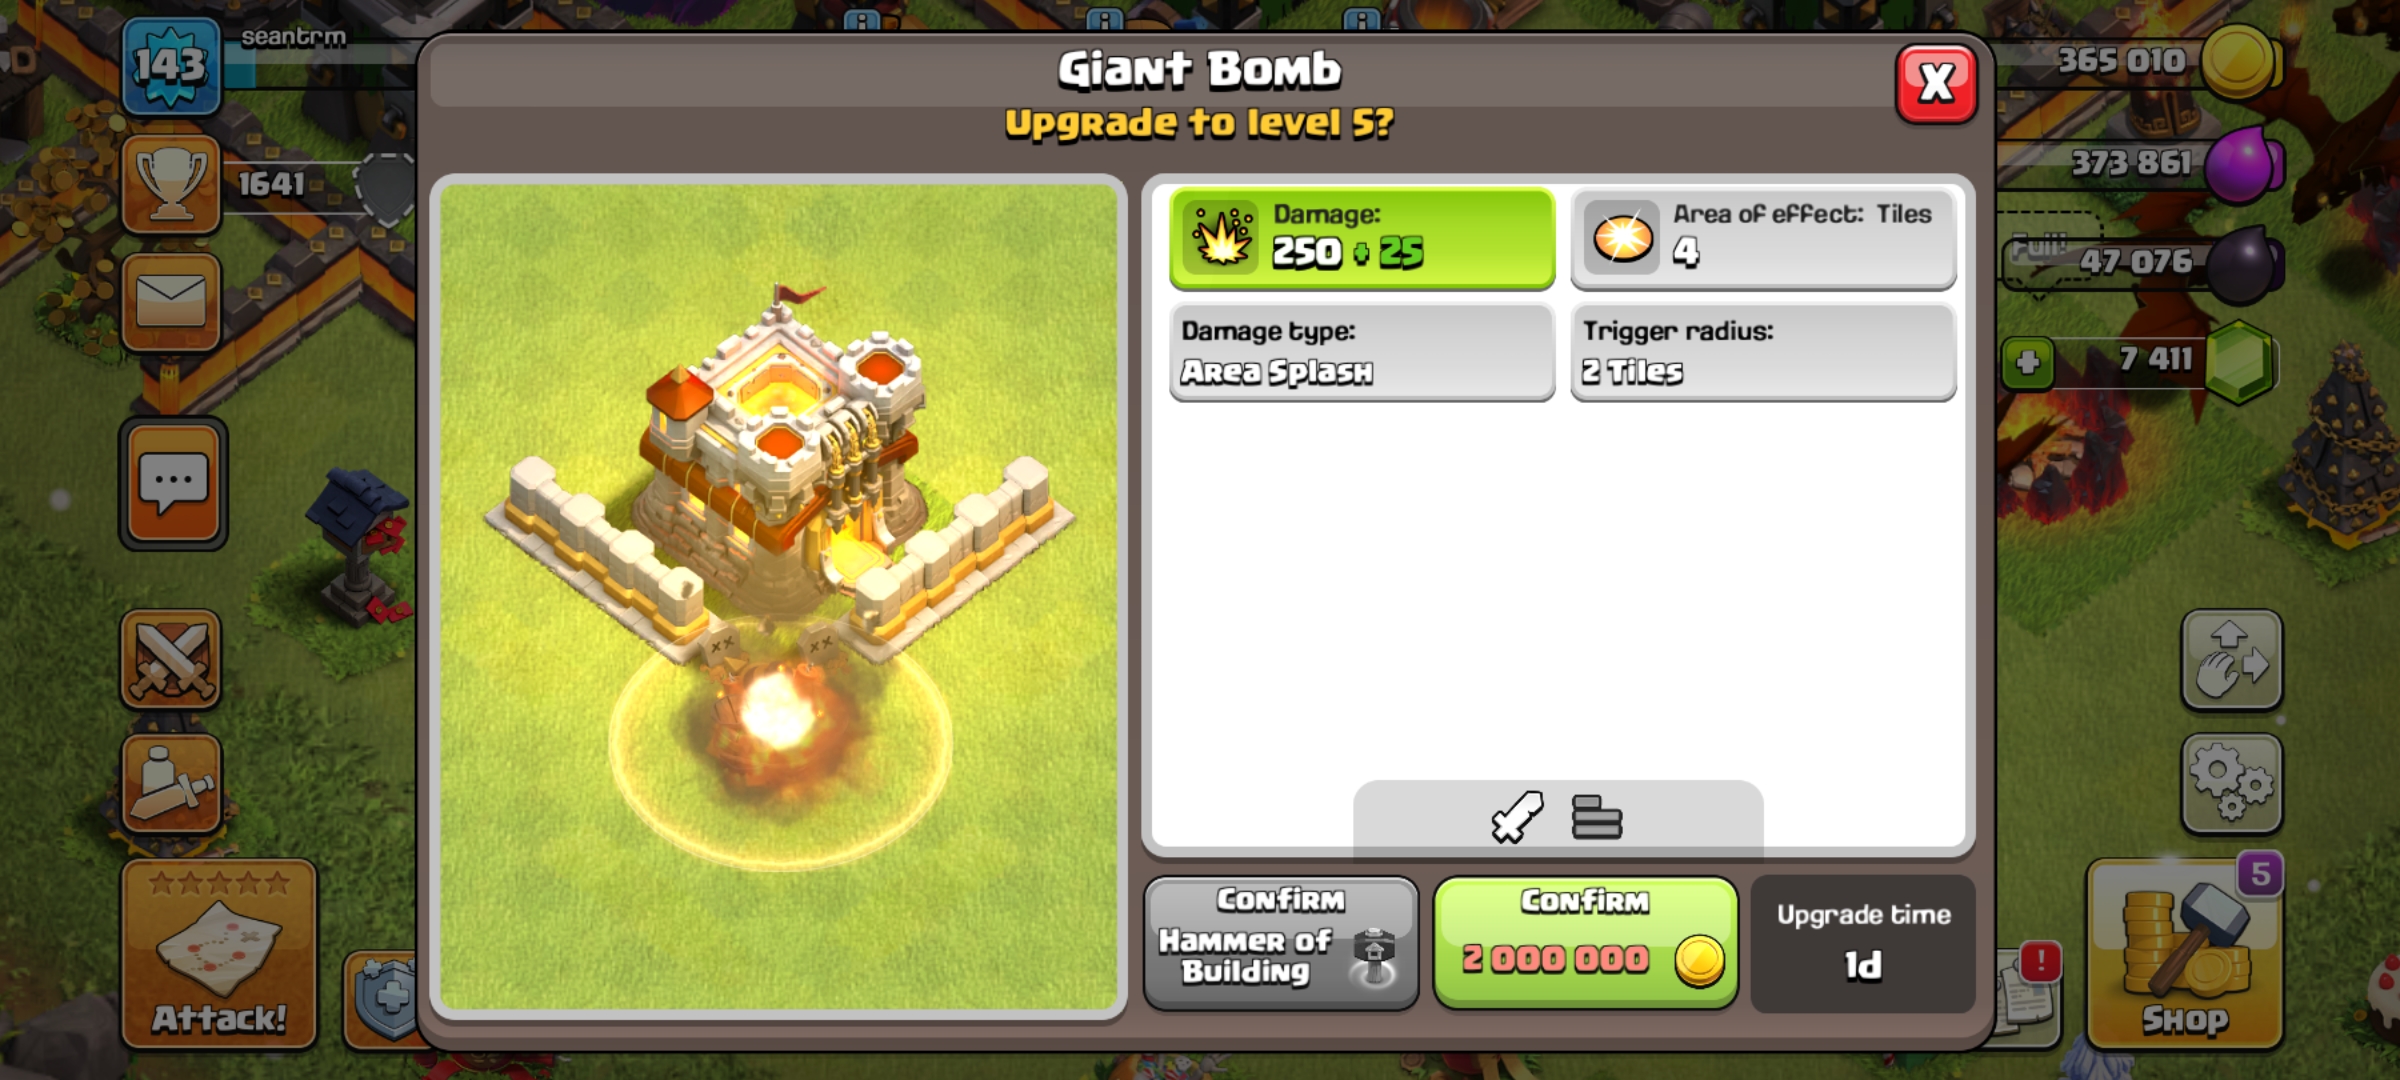 143
seantrm
1641
Giant Bomb
Upgrade to level 5?
X
Damage:
250 + 25
Area of effect: Tiles
4
Damage type:
Area Splash
Trigger radius:
2 Tiles
Confirm
Hammer of
Building
Confirm
2 000 000
Upgrade time
1d
365 010
373 861
Full!
47 076
+
7 411
Attack!
!
5
Shop